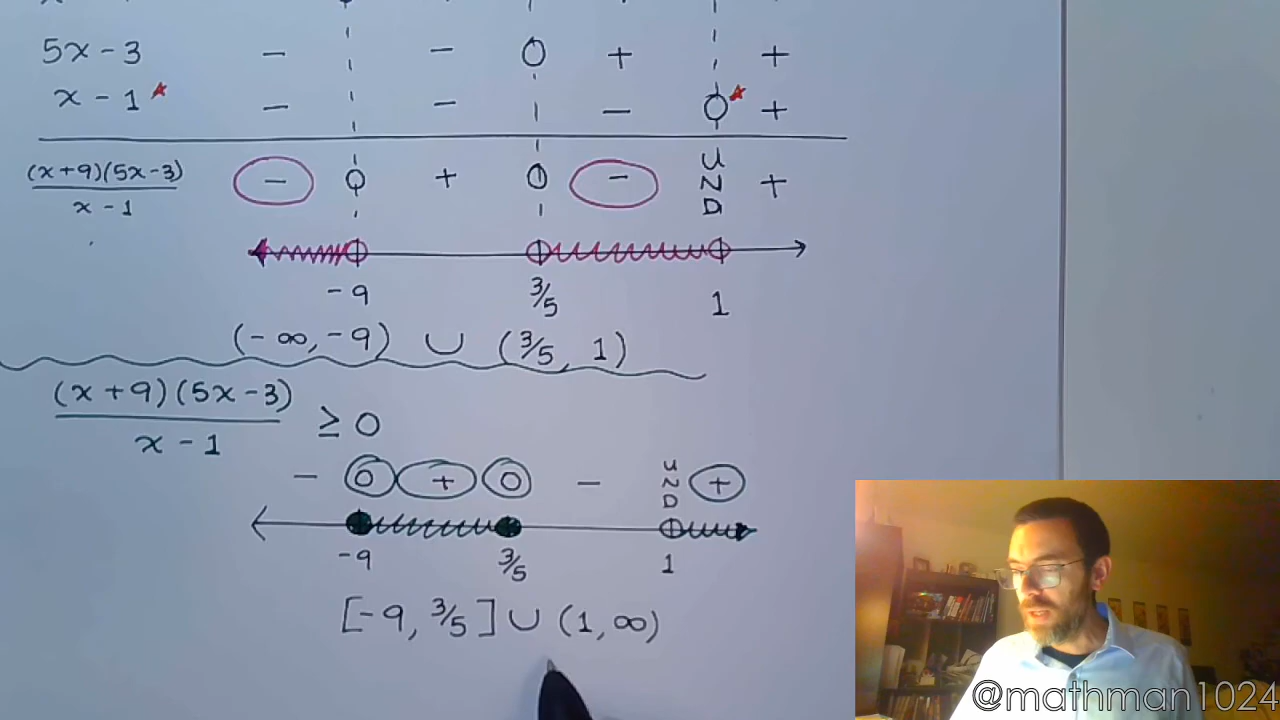 5x - 3 - - 0 + +
x - 1* - - - 0* +
(x+9)(5x-3)
x - 1
- 0 + 0 - UND +
-9 3/5 1
(-∞, -9) ∪ (3/5, 1)
(x+9)(5x-3)
x - 1
≥ 0
- 0 + 0 - UND +
-9 3/5 1
[-9, 3/5] ∪ (1, ∞)
@mathman1024